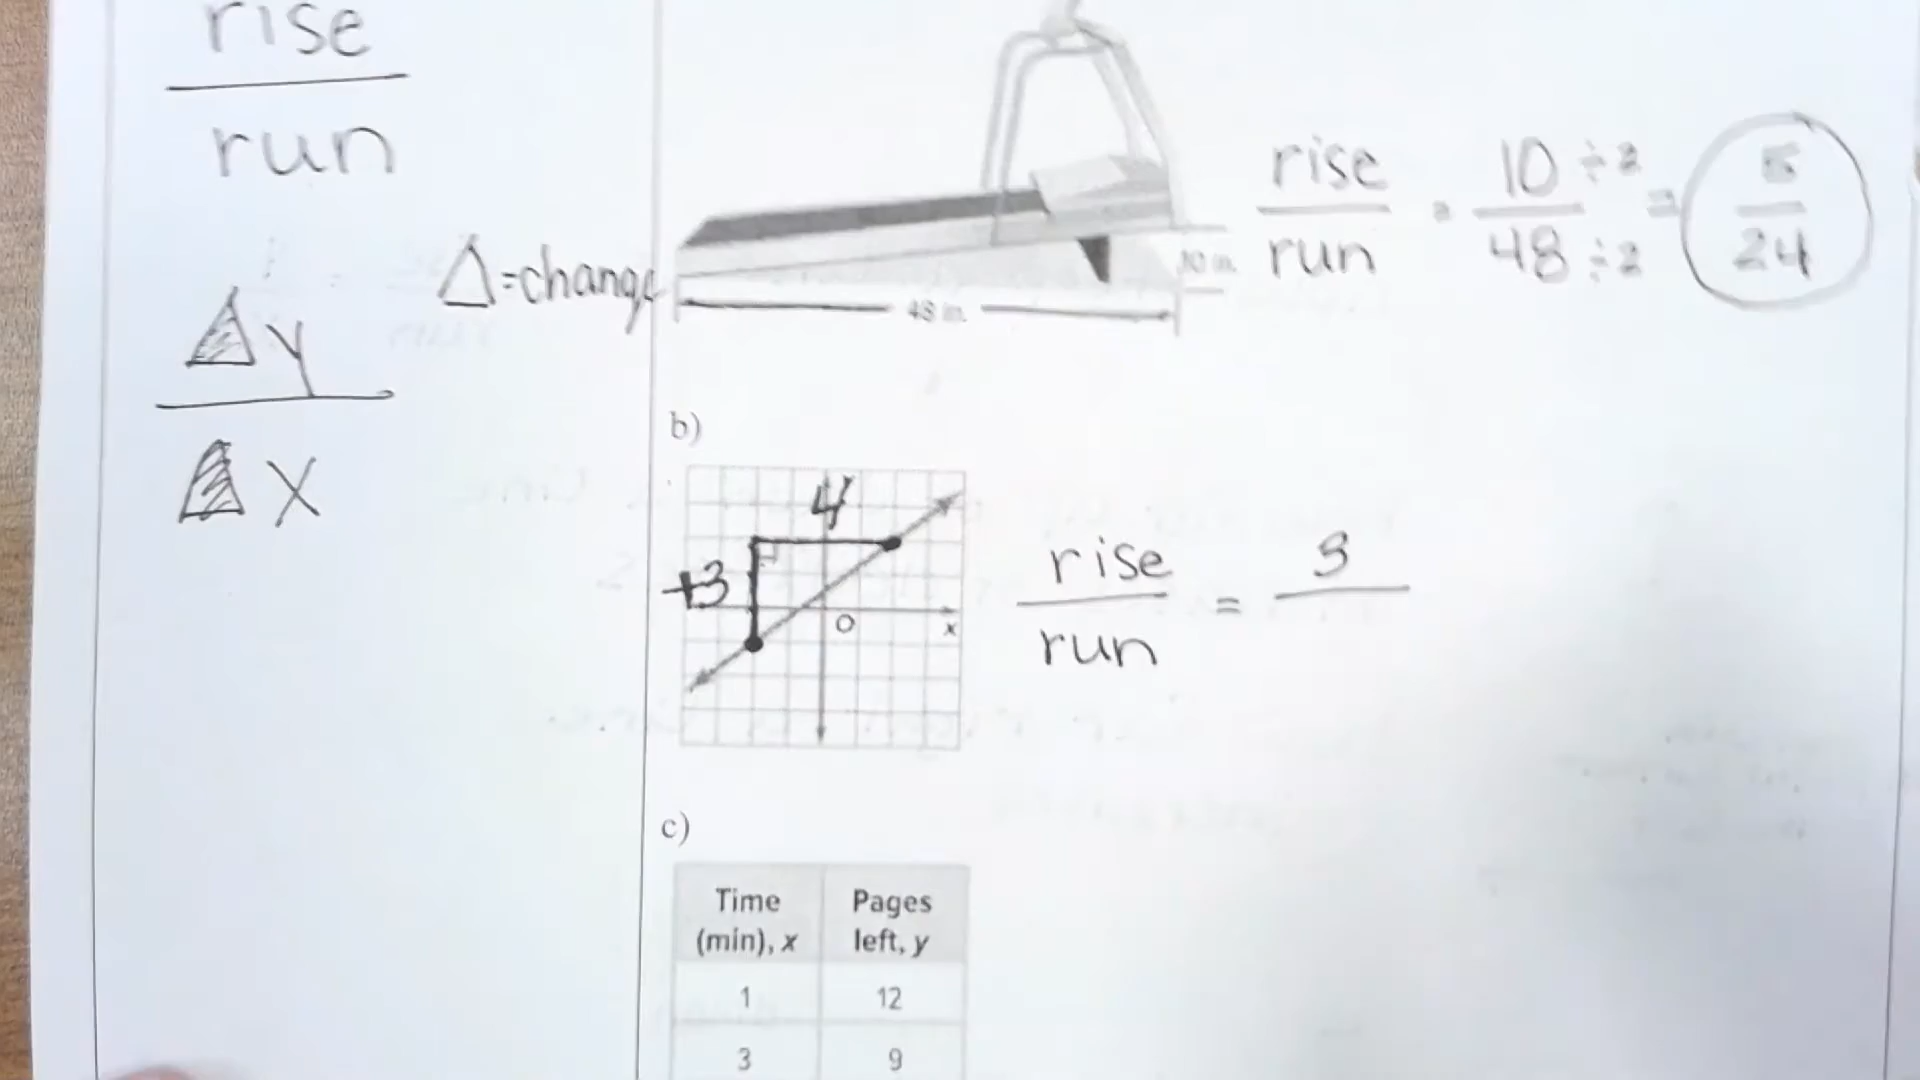 rise
run
Δ=change
Δy
Δx
10 in.
48 in.
rise
run
= 10 ÷2
48 ÷2
= 5
24
b)
4
+3
O
x
rise
run
= 3
c)
Time
(min), x
Pages
left, y
1 12
3 9